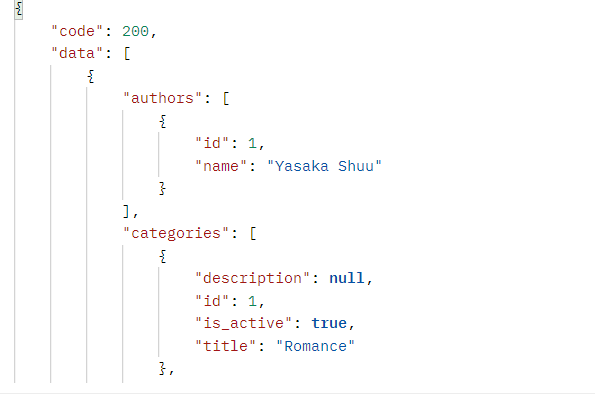 {
    "code": 200,
    "data": [
        {
            "authors": [
                {
                    "id": 1,
                    "name": "Yasaka Shuu"
                }
            ],
            "categories": [
                {
                    "description": null,
                    "id": 1,
                    "is_active": true,
                    "title": "Romance"
                },